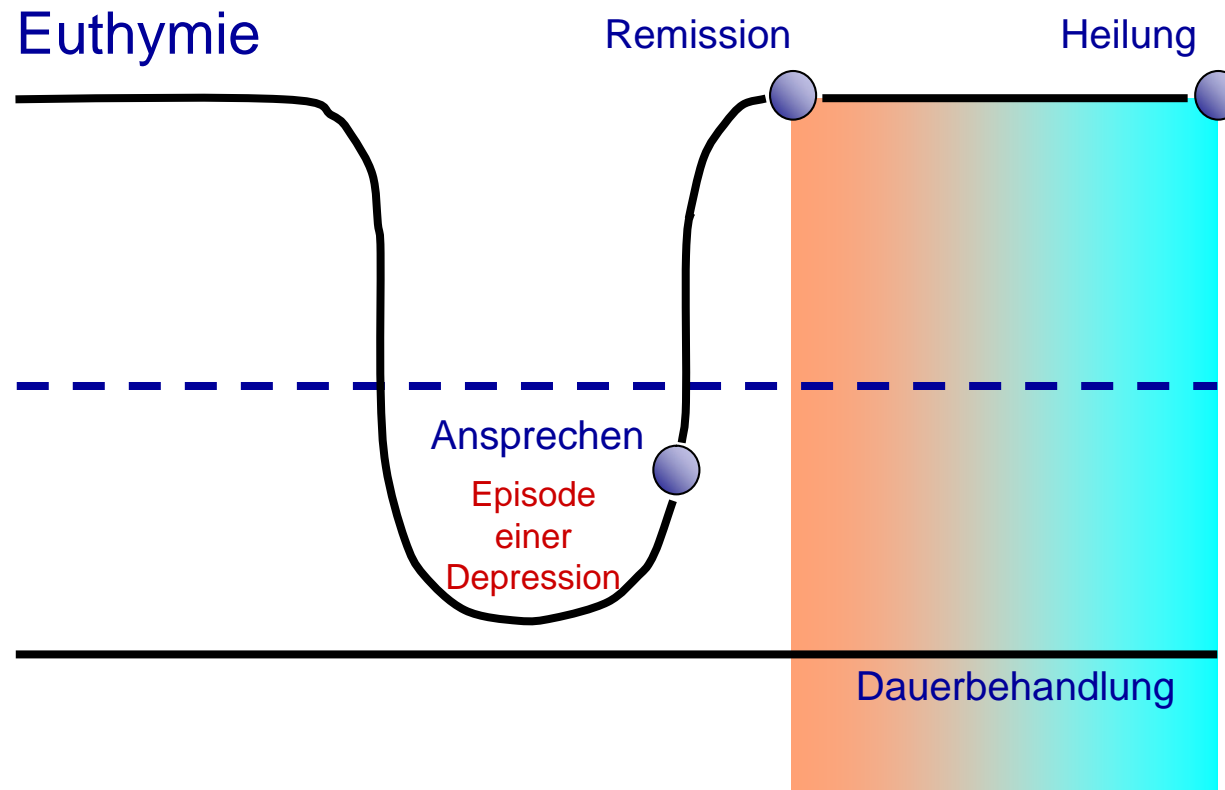 Euthymie
Remission
Heilung
Ansprechen
Episode
einer
Depression
Dauerbehandlung